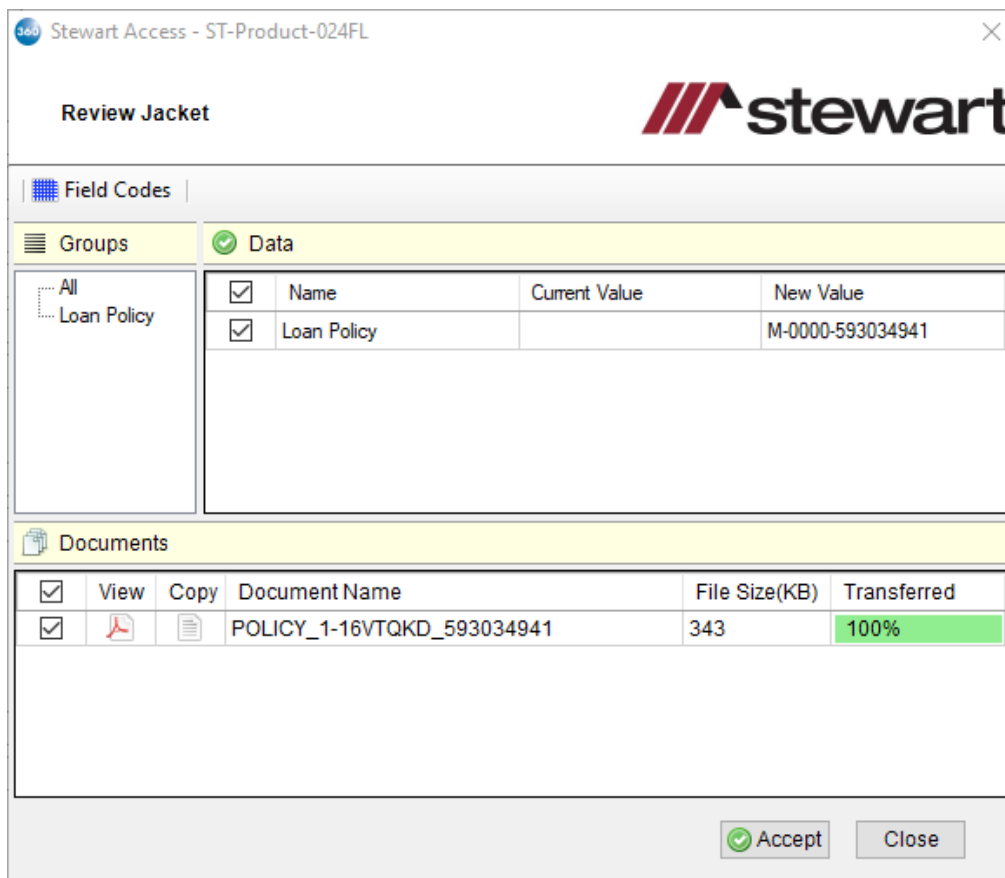 360 Stewart Access - ST-Product-024FL
Review Jacket
stewart
Field Codes
Groups
Data
All
Loan Policy
Name Current Value New Value
Loan Policy M-0000-593034941
Documents
View Copy Document Name File Size(KB) Transferred
POLICY_1-16VTQKD_593034941 343 100%
Accept Close